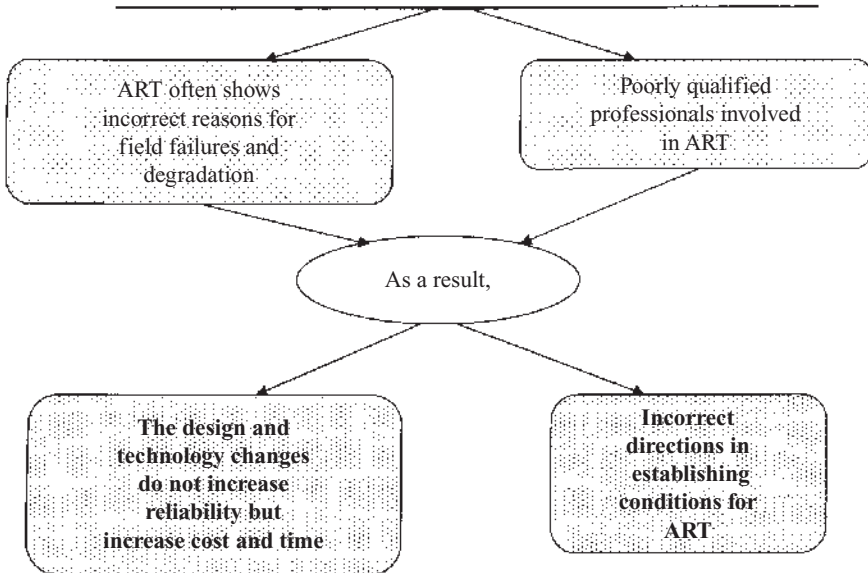 ART often shows
incorrect reasons for
field failures and
degradation
Poorly qualified
professionals involved
in ART
As a result,
The design and
technology changes
do not increase
reliability but
increase cost and time
Incorrect
directions in
establishing
conditions for
ART